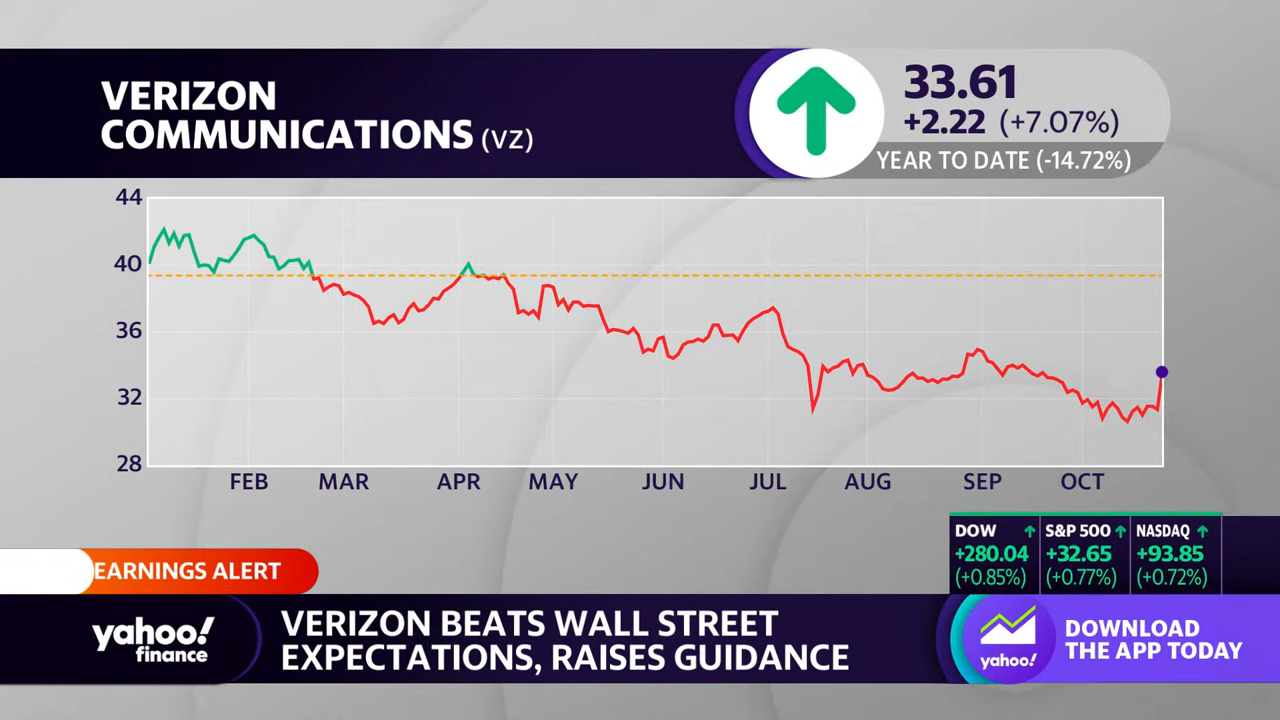 VERIZON
COMMUNICATIONS (VZ)
33.61
+2.22 (+7.07%)
YEAR TO DATE (-14.72%)
44
40
36
32
28
FEB MAR APR MAY JUN JUL AUG SEP OCT
DOW
+280.04
(+0.85%)
S&P 500
+32.65
(+0.77%)
NASDAQ
+93.85
(+0.72%)
EARNINGS ALERT
yahoo!
finance
VERIZON BEATS WALL STREET
EXPECTATIONS, RAISES GUIDANCE
yahoo!
DOWNLOAD
THE APP TODAY